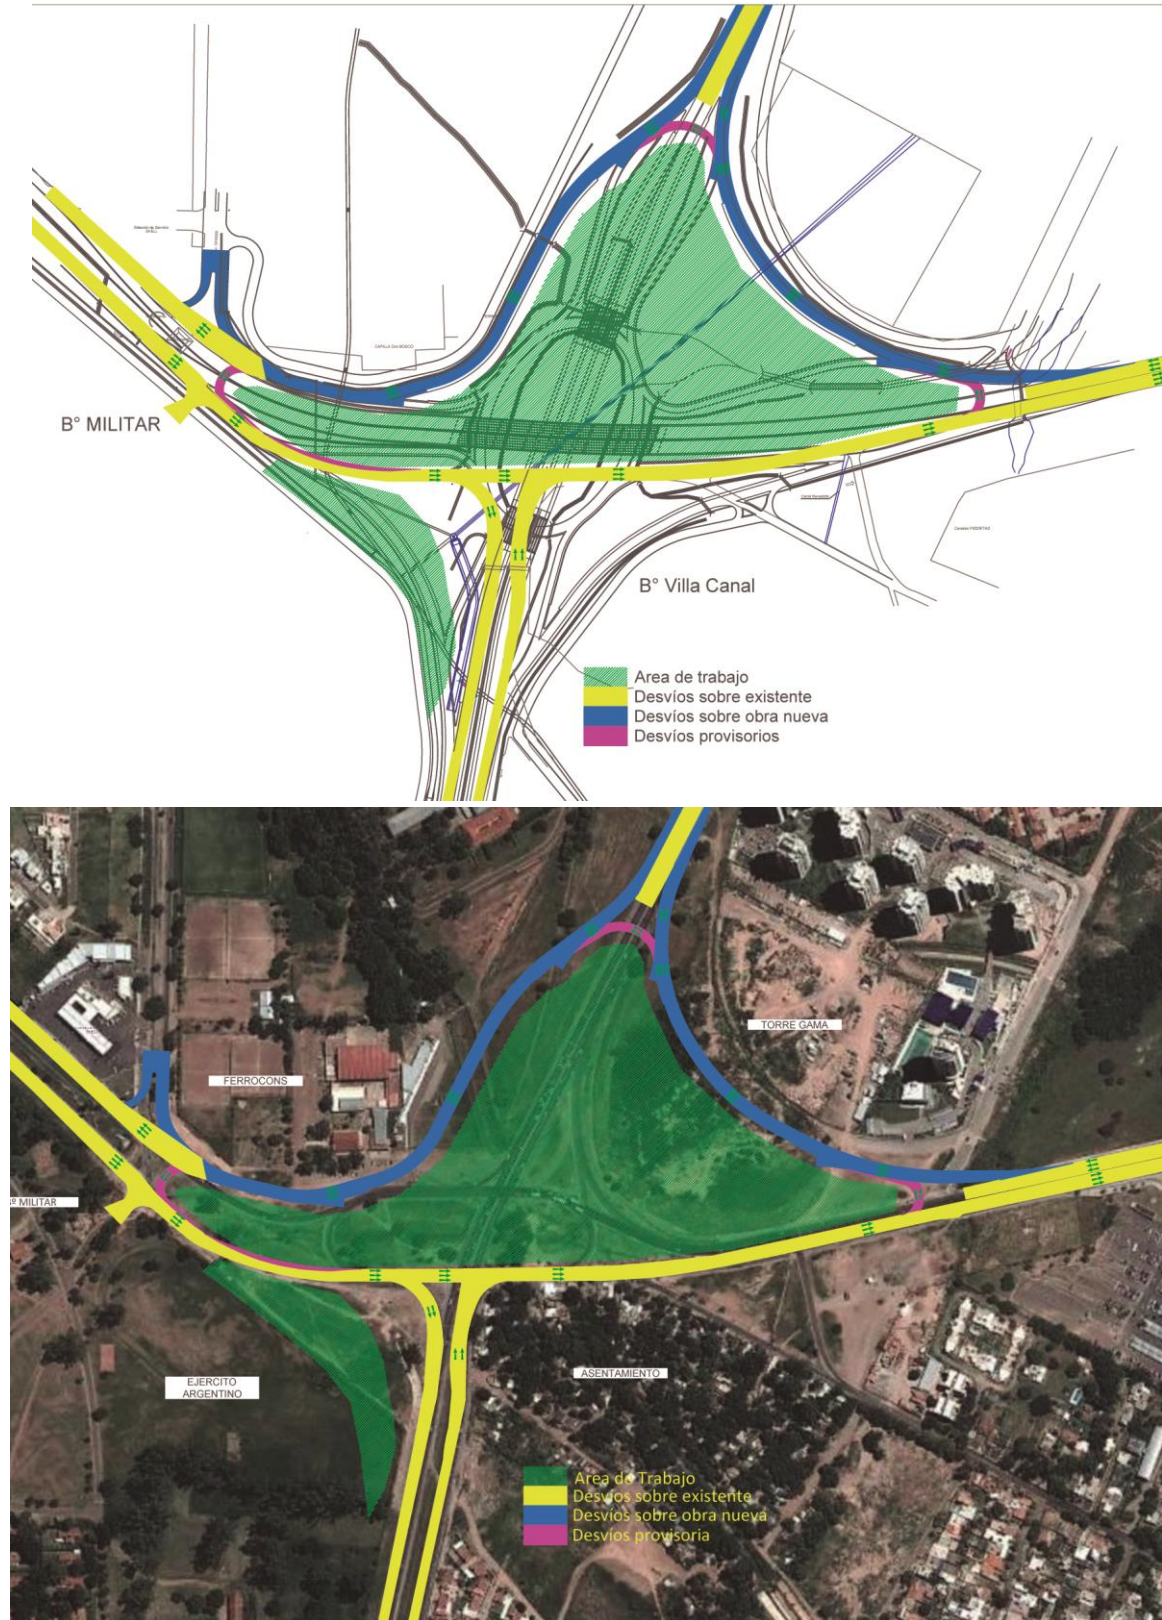 CAPILLA DON BOSCO
B° MILITAR
B° Villa Canal
Area de trabajo
Desvíos sobre existente
Desvíos sobre obra nueva
Desvíos provisorios
TORRE GAMA
FERROCONS
Bº MILITAR
EJERCITO
ARGENTINO
ASENTAMIENTO
Area de Trabajo
Desvíos sobre existente
Desvíos sobre obra nueva
Desvíos provisoria